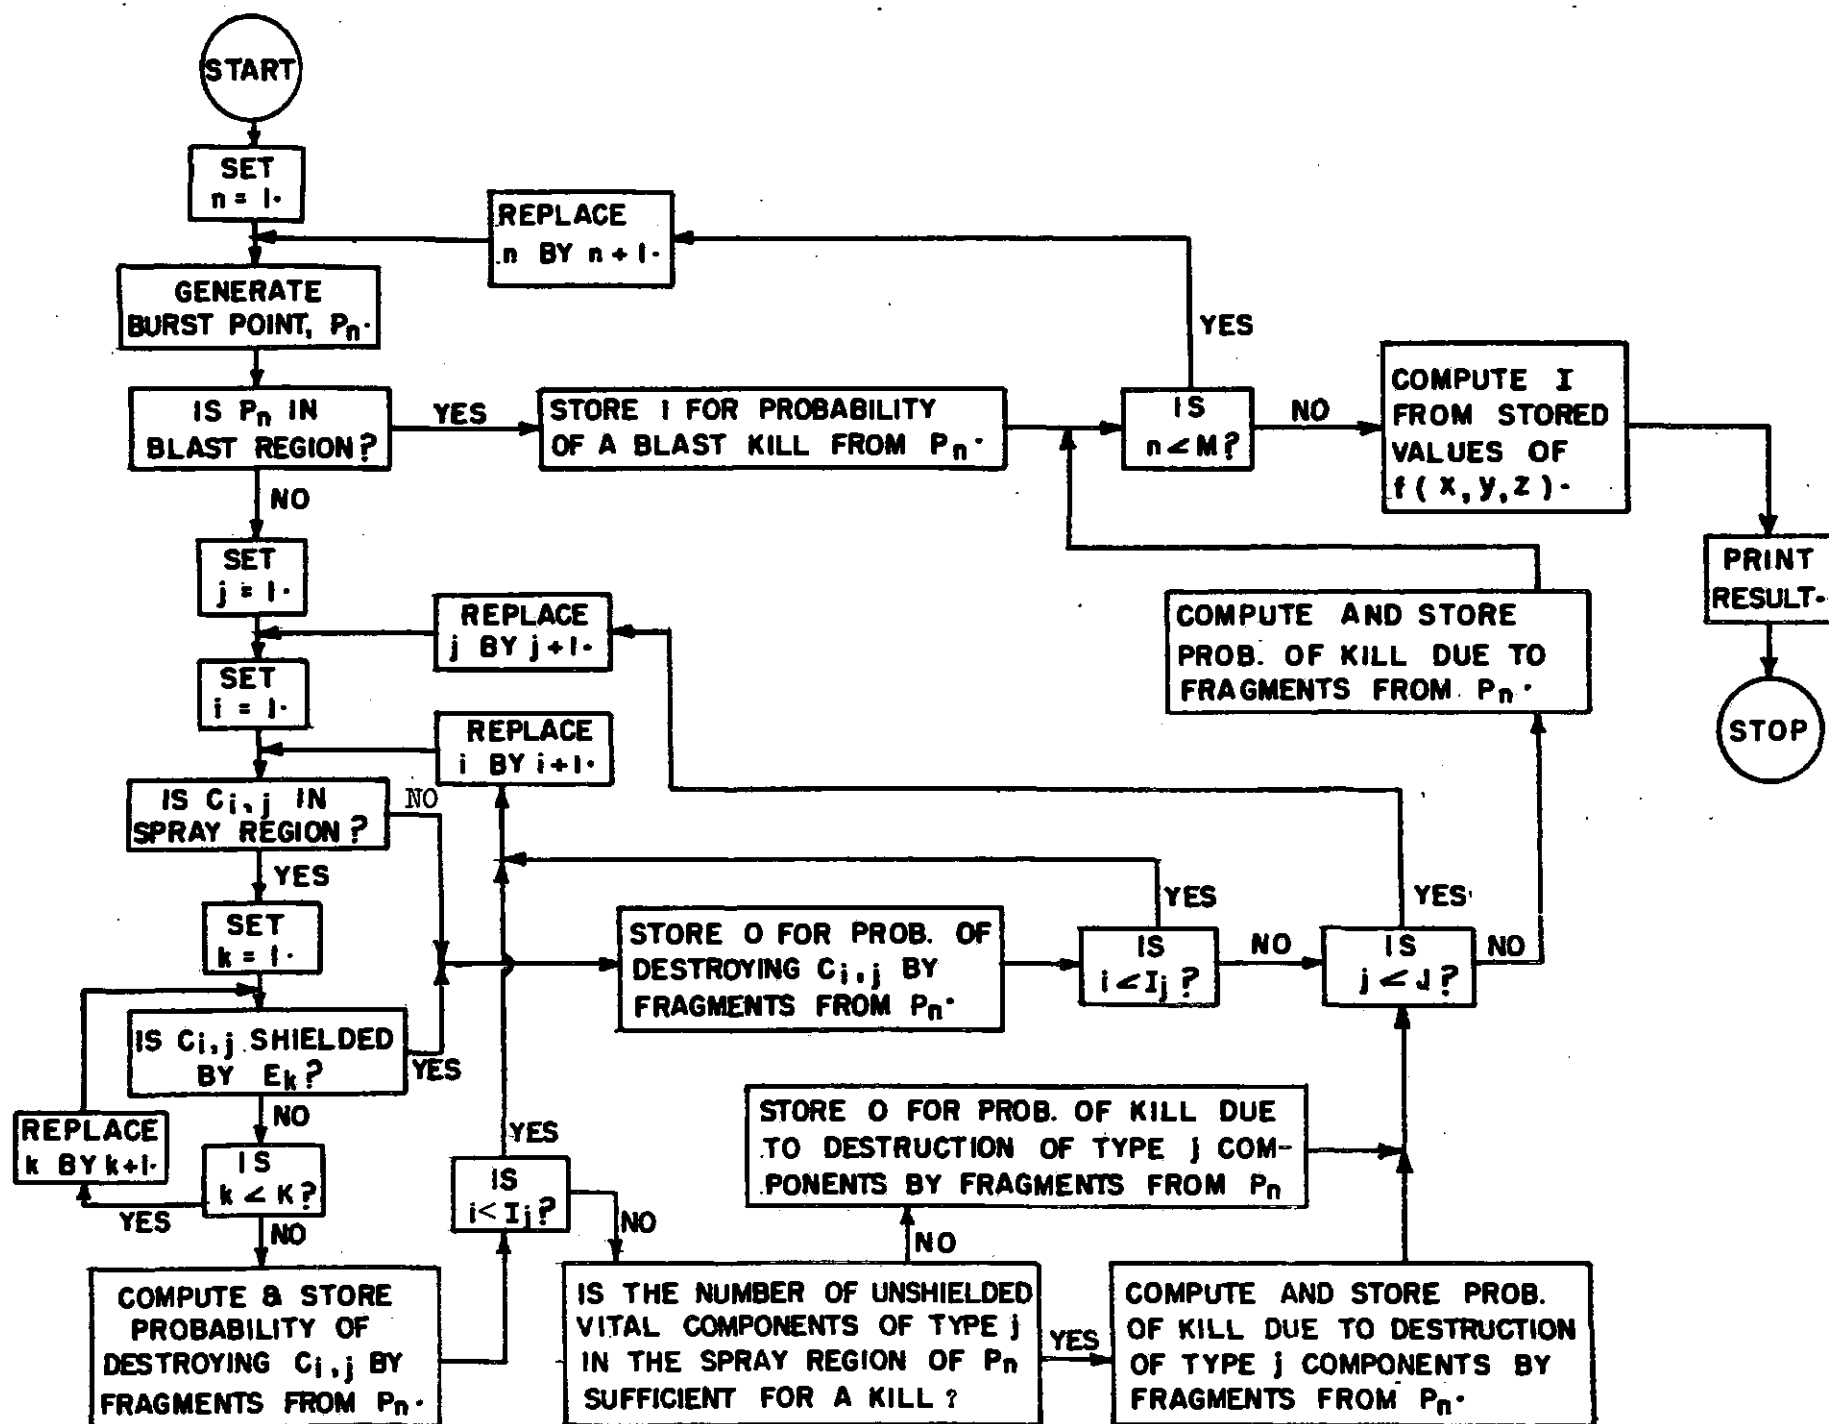 START
SET
n = 1.
REPLACE
n BY n + 1.
GENERATE
BURST POINT, Pn.
YES
IS Pn IN
BLAST REGION?
YES
STORE 1 FOR PROBABILITY
OF A BLAST KILL FROM Pn.
IS
n < M?
NO
COMPUTE I
FROM STORED
VALUES OF
f ( x, y, z ).
NO
SET
j = 1.
PRINT
RESULT.
REPLACE
j BY j + 1.
COMPUTE AND STORE
PROB. OF KILL DUE TO
FRAGMENTS FROM Pn.
SET
i = 1.
REPLACE
i BY i + 1.
STOP
IS Ci,j IN
SPRAY REGION?
NO
YES
YES
YES
SET
k = 1.
STORE 0 FOR PROB. OF
DESTROYING Ci,j BY
FRAGMENTS FROM Pn.
IS
i < Ij?
NO
IS
j < J?
NO
IS Ci,j SHIELDED
BY Ek?
YES
NO
REPLACE
k BY k+1.
IS
k < K?
YES
NO
YES
IS
i < Ij?
NO
STORE 0 FOR PROB. OF KILL DUE
TO DESTRUCTION OF TYPE j COM-
PONENTS BY FRAGMENTS FROM Pn
NO
COMPUTE & STORE
PROBABILITY OF
DESTROYING Ci,j BY
FRAGMENTS FROM Pn.
IS THE NUMBER OF UNSHIELDED
VITAL COMPONENTS OF TYPE j
IN THE SPRAY REGION OF Pn
SUFFICIENT FOR A KILL ?
YES
COMPUTE AND STORE PROB.
OF KILL DUE TO DESTRUCTION
OF TYPE j COMPONENTS BY
FRAGMENTS FROM Pn.